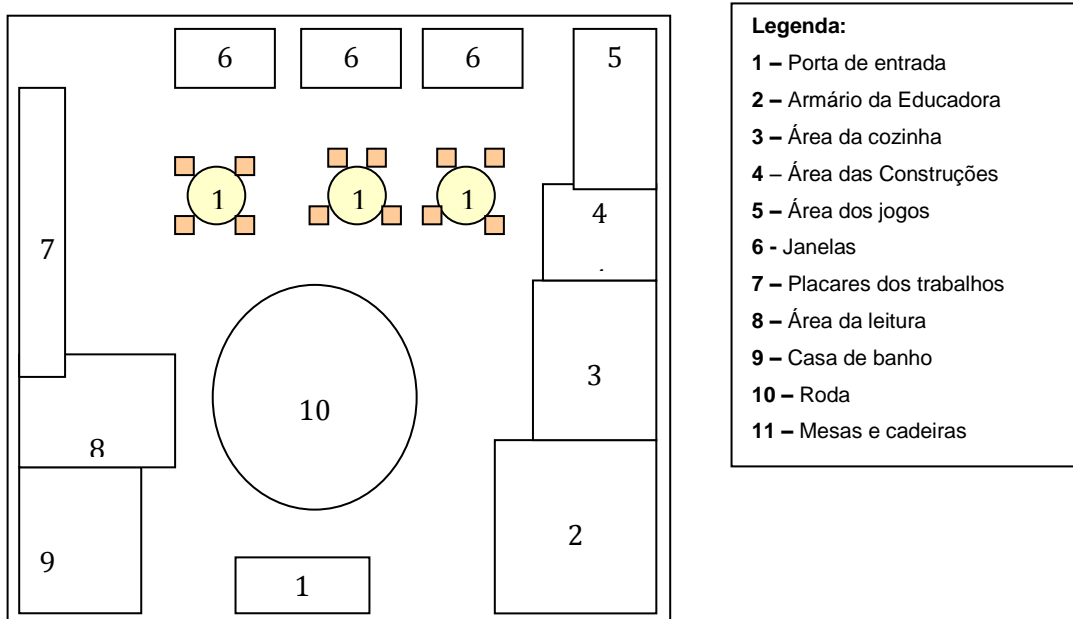 6 6 6 5
1 1 1
4
7
3
10
8
2
9
1
Legenda:
1 – Porta de entrada
2 – Armário da Educadora
3 – Área da cozinha
4 – Área das Construções
5 – Área dos jogos
6 - Janelas
7 – Placares dos trabalhos
8 – Área da leitura
9 – Casa de banho
10 – Roda
11 – Mesas e cadeiras